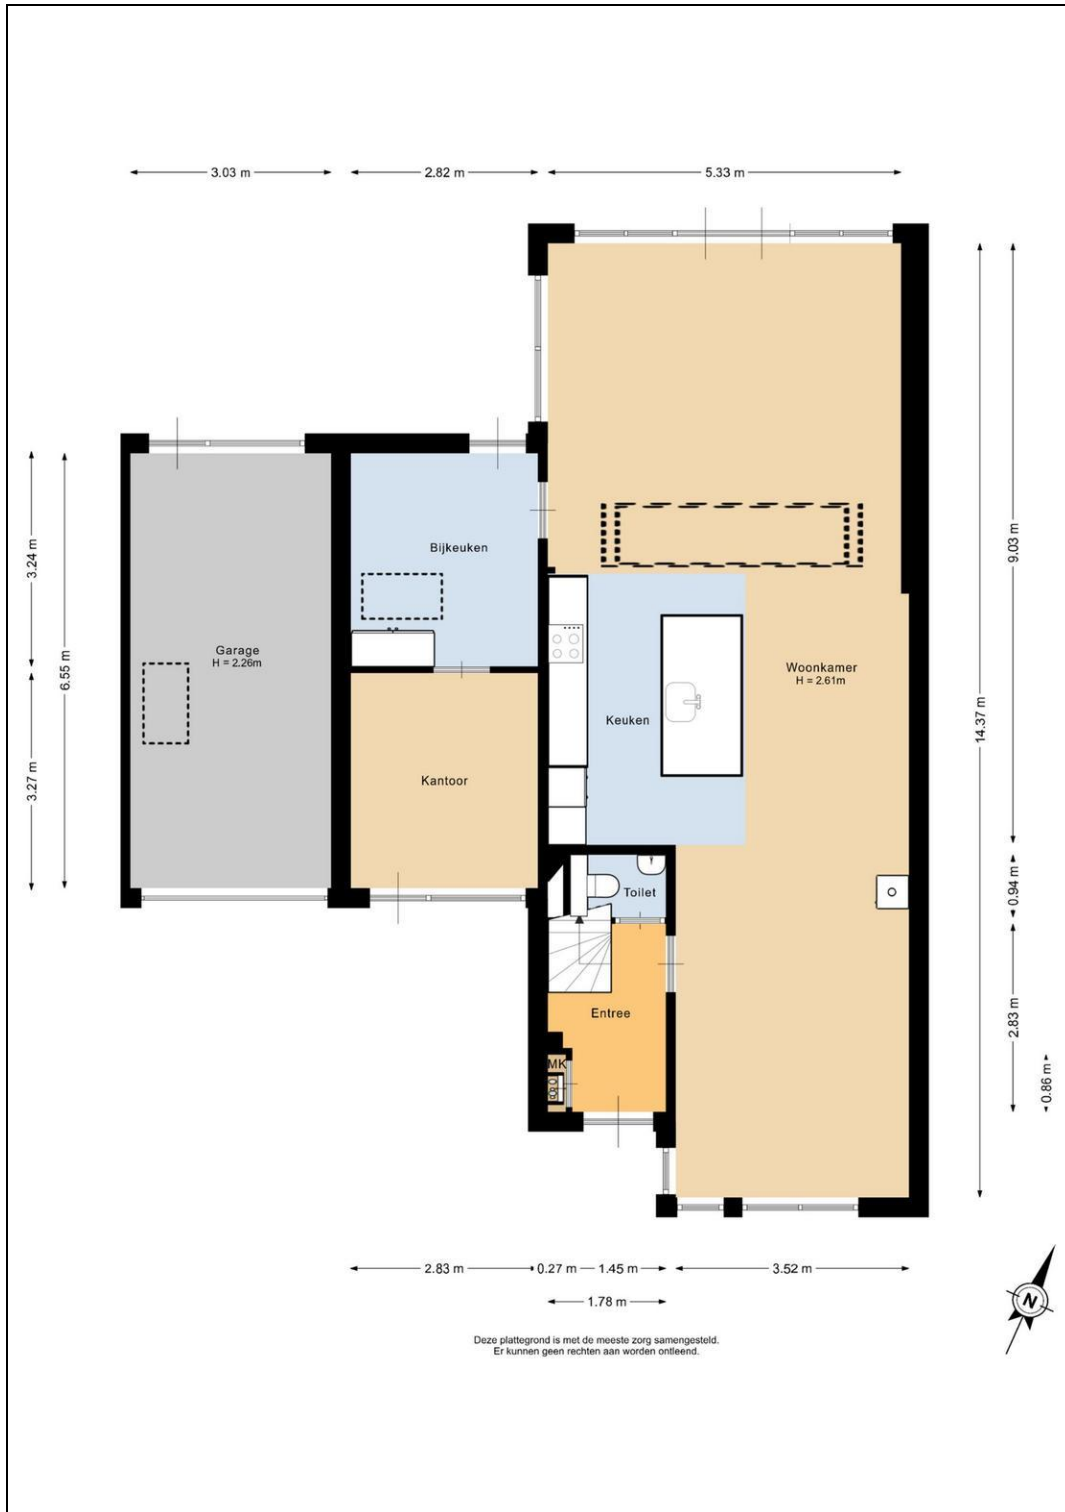 3.03 m
2.82 m
5.33 m
3.24 m
6.55 m
3.27 m
Garage
H = 2.26m
Bijkeuken
Kantoor
Keuken
Woonkamer
H = 2.61m
Toilet
Entree
MK
9.03 m
14.37 m
0.94 m
2.83 m
0.86 m
2.83 m
0.27 m
1.45 m
3.52 m
1.78 m
N
Deze plattegrond is met de meeste zorg samengesteld.
Er kunnen geen rechten aan worden ontleend.